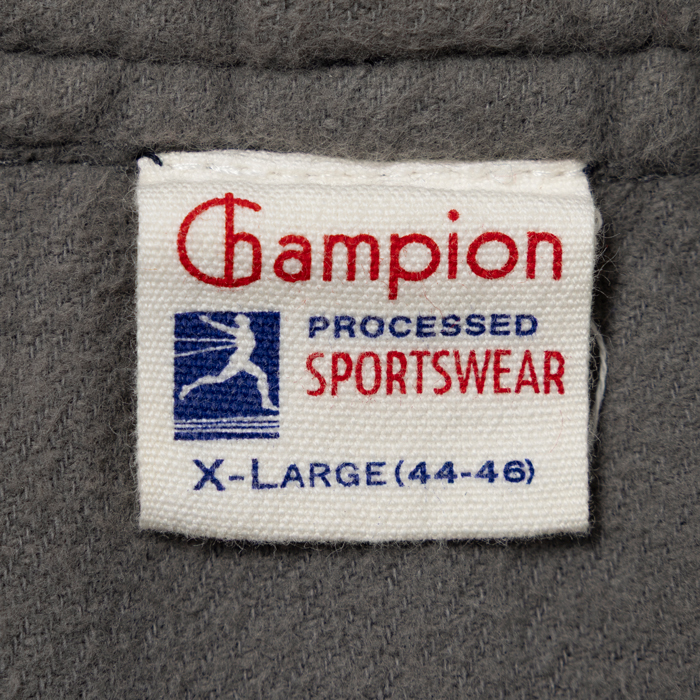 Champion
PROCESSED
SPORTSWEAR
X-LARGE (44-46)